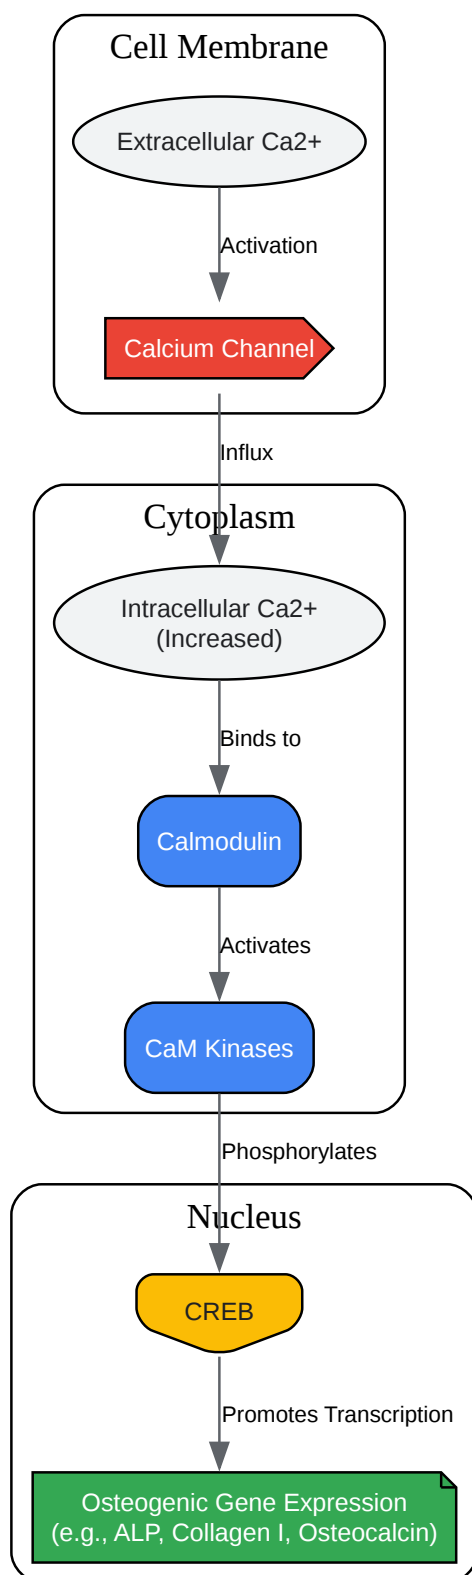 Cell Membrane
Extracellular Ca2+
Activation
Calcium Channel
Influx
Cytoplasm
Intracellular Ca2+
(Increased)
Binds to
Calmodulin
Activates
CaM Kinases
Phosphorylates
Nucleus
CREB
Promotes Transcription
Osteogenic Gene Expression
(e.g., ALP, Collagen I, Osteocalcin)